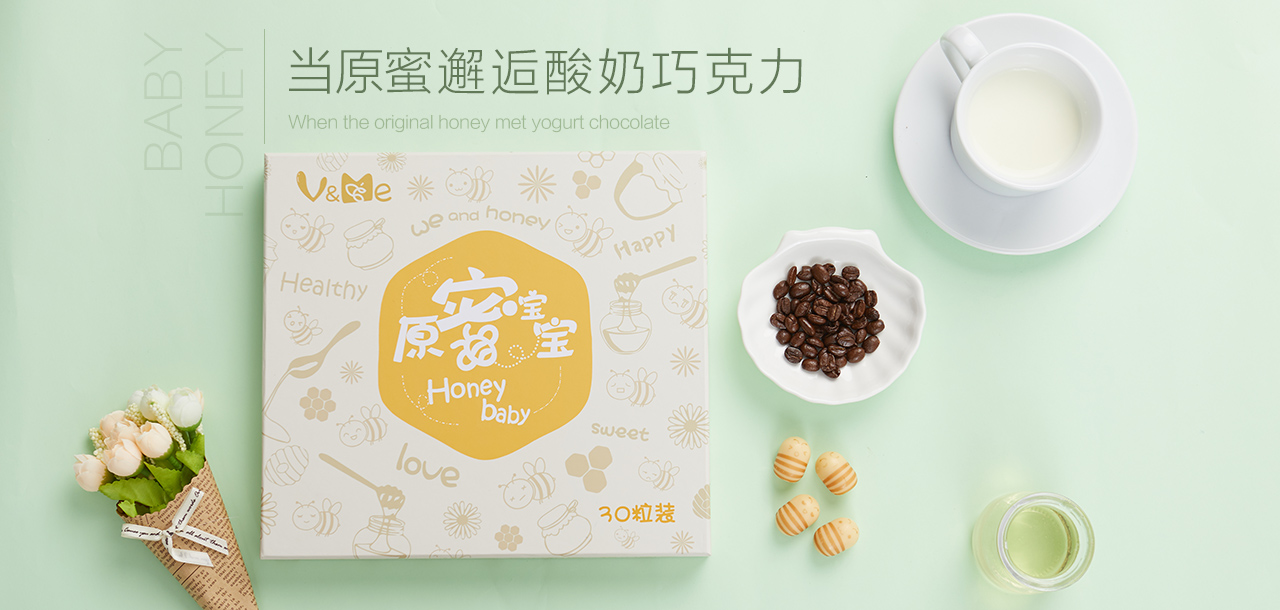 BABY
HONEY
当原蜜邂逅酸奶巧克力
When the original honey met yogurt chocolate
V&Me
we and honey
Happy
Healthy
原蜜宝宝
Honey
baby
sweet
love
30粒装